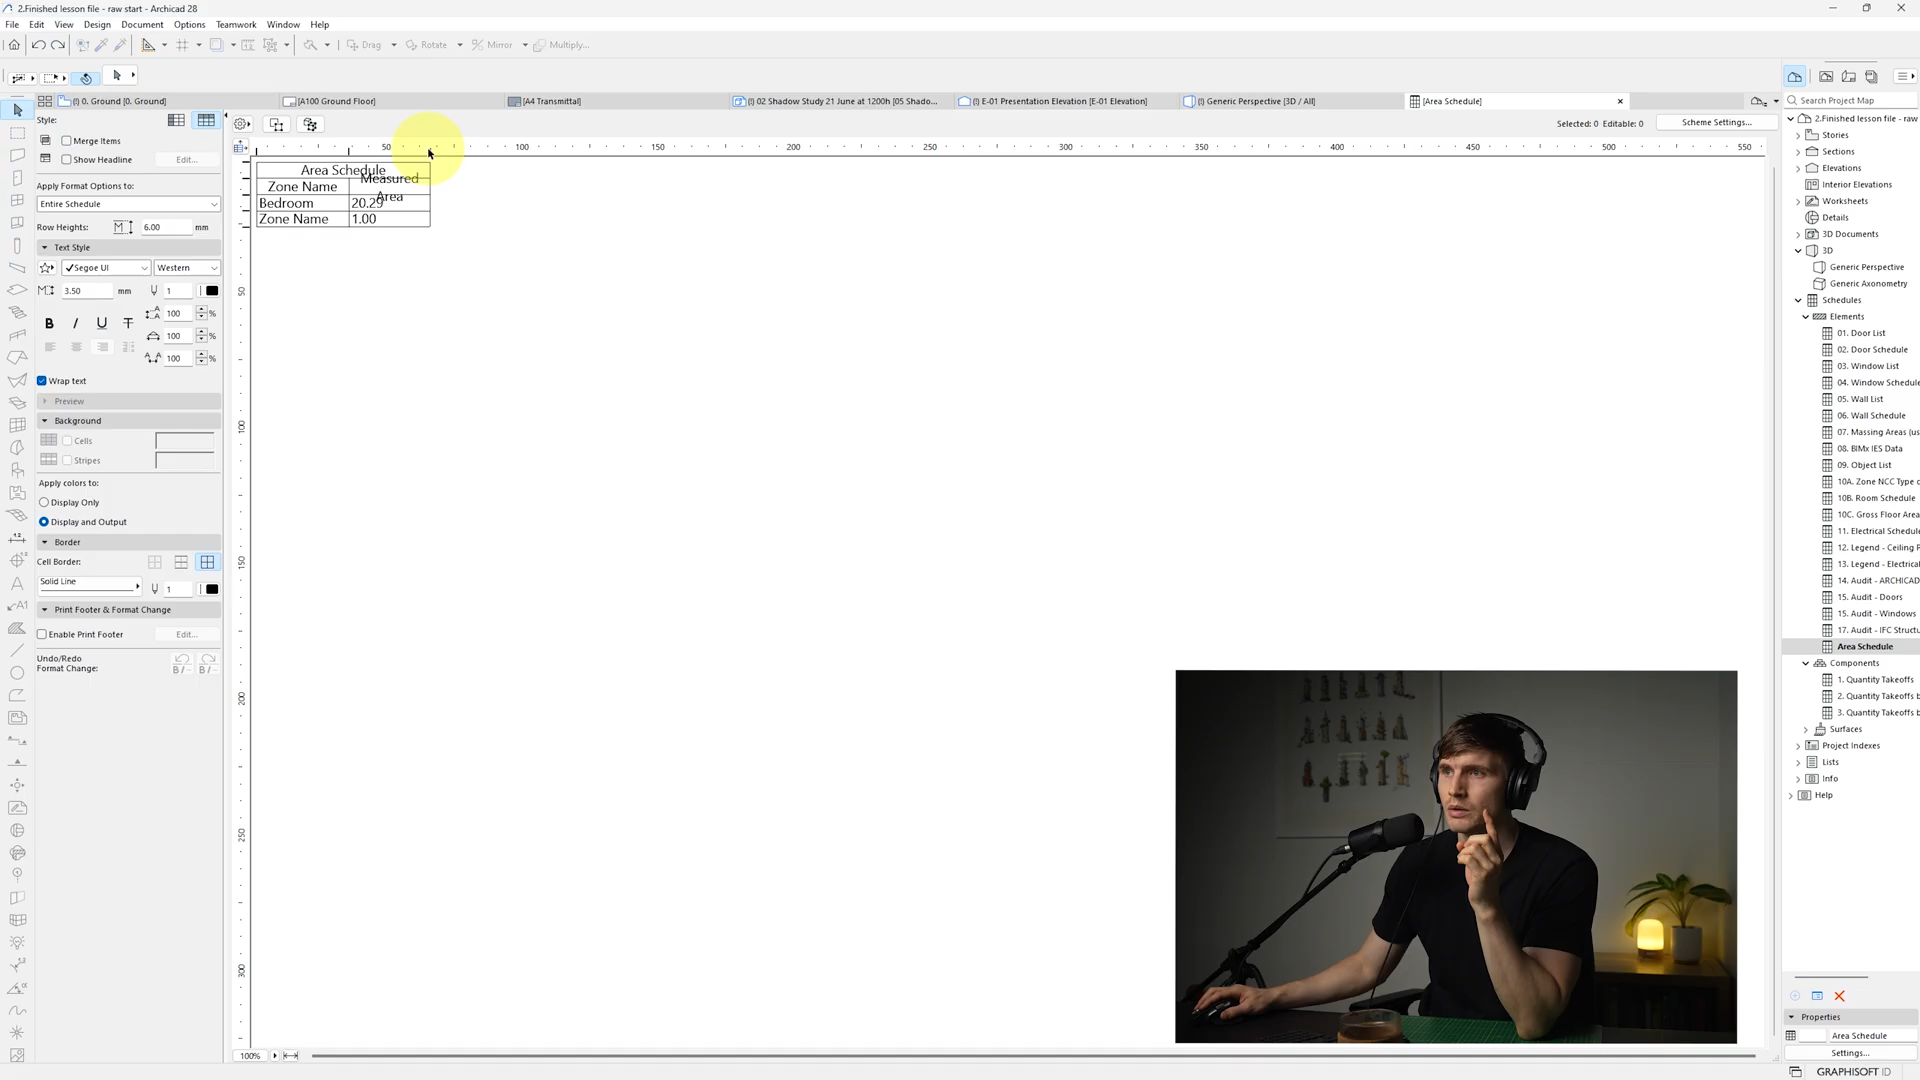 2.Finished lesson file - raw start - Archicad 28
File Edit View Design Document Options Teamwork Window Help
Drag Rotate Mirror Multiply...
(!) 0. Ground [0. Ground]
[A100 Ground Floor]
[A4 Transmittal]
(!) 02 Shadow Study 21 June at 1200h [05 Shado...
(!) E-01 Presentation Elevation [E-01 Elevation]
(!) Generic Perspective [3D / All]
[Area Schedule]
Search Project Map
Style:
Merge Items
Show Headline
Edit...
Apply Format Options to:
Entire Schedule
Row Heights:
6.00
mm
Text Style
Segoe UI
Western
3.50
mm
1
100
%
B I U T
100
%
100
%
Wrap text
Preview
Background
Cells
Stripes
Apply colors to:
Display Only
Display and Output
Border
Cell Border:
Solid Line
1
Print Footer & Format Change
Enable Print Footer
Edit...
Undo/Redo
Format Change:
Selected: 0 Editable: 0
Scheme Settings...
50 100 150 200 250 300 350 400 450 500 550
50
100
150
200
250
300
Area Schedule
Zone Name
Measured
Area
Bedroom
20.29
Zone Name
1.00
100%
2.Finished lesson file - raw
Stories
Sections
Elevations
Interior Elevations
Worksheets
Details
3D Documents
3D
Generic Perspective
Generic Axonometry
Schedules
Elements
01. Door List
02. Door Schedule
03. Window List
04. Window Schedule
05. Wall List
06. Wall Schedule
07. Massing Areas (us
08. BIMx IES Data
09. Object List
10A. Zone NCC Type o
10B. Room Schedule
10C. Gross Floor Area
11. Electrical Schedule
12. Legend - Ceiling F
13. Legend - Electrical
14. Audit - ARCHICAD
15. Audit - Doors
15. Audit - Windows
17. Audit - IFC Structu
Area Schedule
Components
1. Quantity Takeoffs
2. Quantity Takeoffs b
3. Quantity Takeoffs b
Surfaces
Project Indexes
Lists
Info
Help
Properties
Area Schedule
Settings...
GRAPHISOFT ID